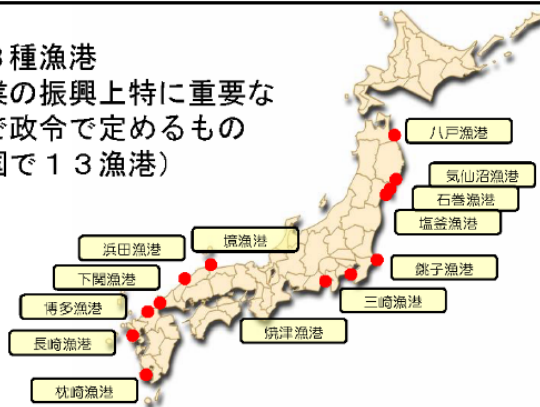 種漁港
の振興上特に重要な
で政令で定めるもの
国で１３漁港）
八戸漁港
気仙沼漁港
石巻漁港
塩釜漁港
境漁港
浜田漁港
下関漁港
銚子漁港
博多漁港
三崎漁港
焼津漁港
長崎漁港
枕崎漁港